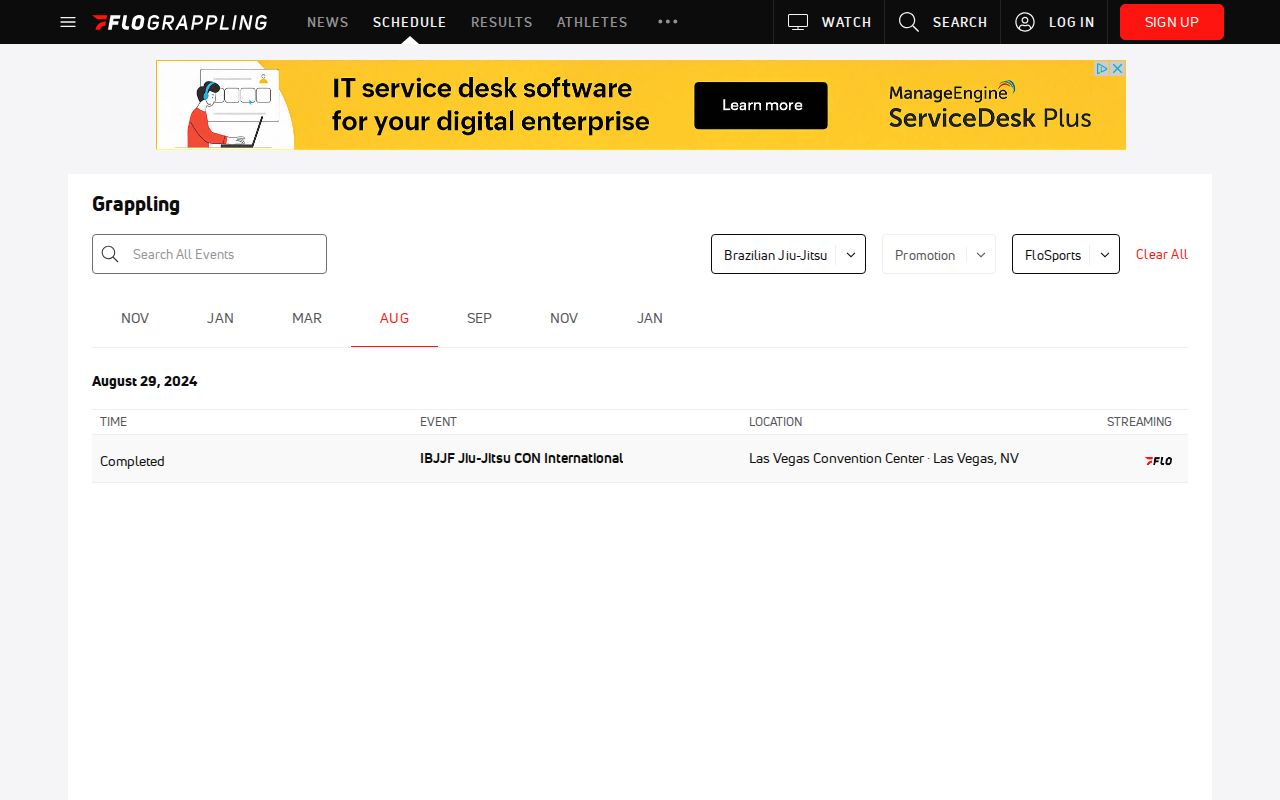 FLOGRAPPLING NEWS SCHEDULE RESULTS ATHLETES WATCH SEARCH LOG IN SIGN UP
IT service desk software
for your digital enterprise
Learn more
ManageEngine
ServiceDesk Plus
Grappling
Search All Events Brazilian Jiu-Jitsu Promotion FloSports Clear All
NOV JAN MAR AUG SEP NOV JAN
August 29, 2024
TIME EVENT LOCATION STREAMING
Completed IBJJF Jiu-Jitsu CON International Las Vegas Convention Center · Las Vegas, NV FLO